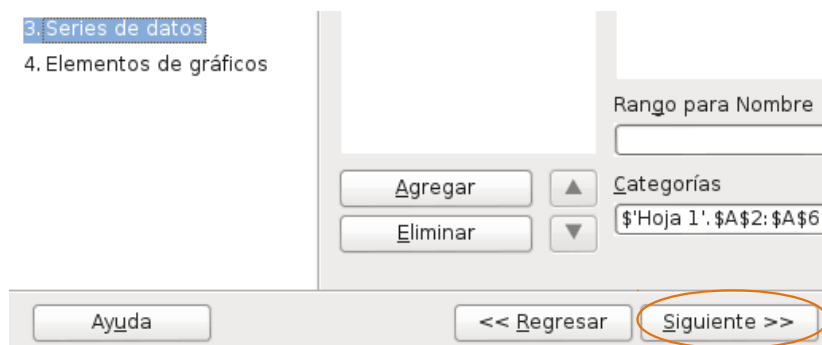 3. Series de datos
4. Elementos de gráficos
Rango para Nombre
Agregar
Categorías
Eliminar
$'Hoja 1'.$A$2:$A$6
Ayuda
<< Regresar
Siguiente >>